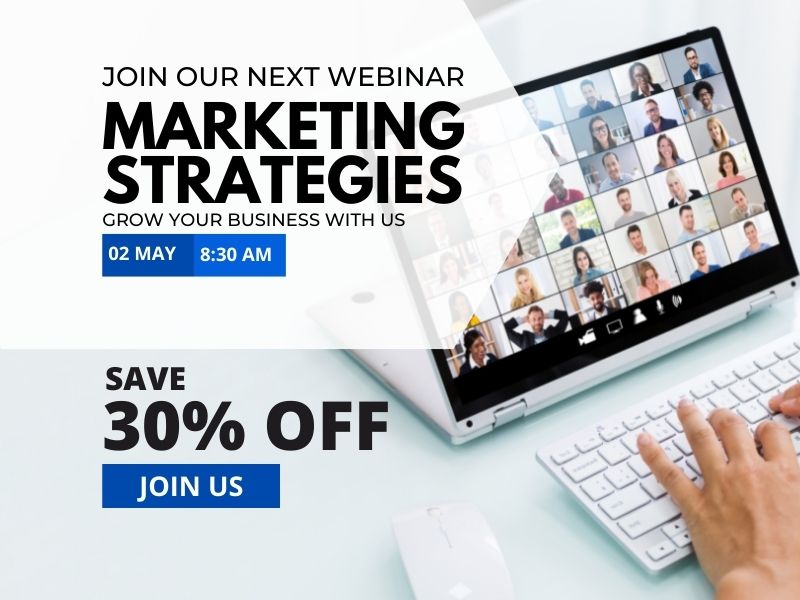 JOIN OUR NEXT WEBINAR
MARKETING
STRATEGIES
GROW YOUR BUSINESS WITH US
02 MAY 8:30 AM
SAVE
30% OFF
JOIN US